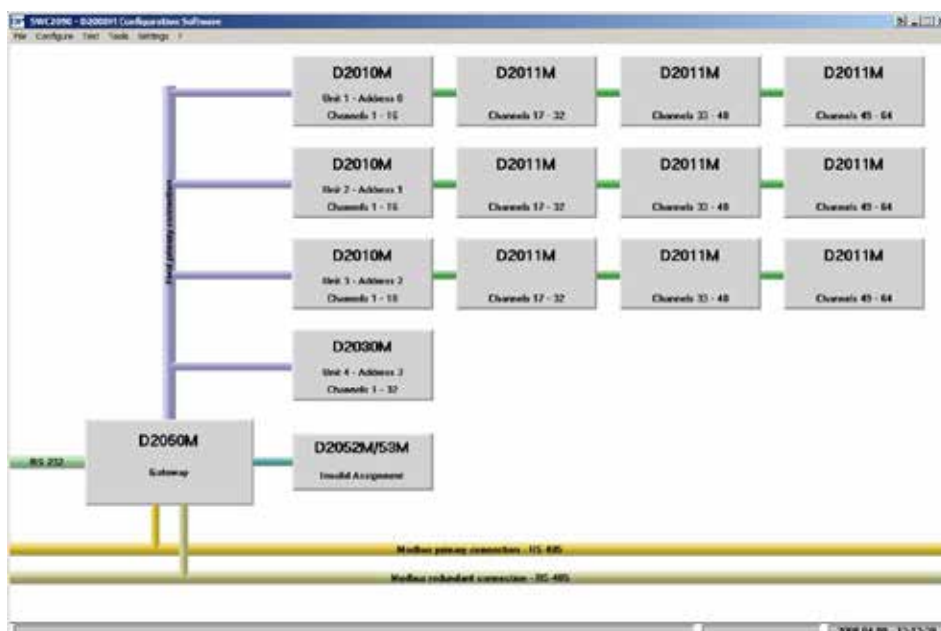 SWC2090 - D2000M Configuration Software
File Configure Test Tools Settings ?
D2010M
Unit 1 - Address 0
Channels 1 - 16
D2011M
Channels 17 - 32
D2011M
Channels 33 - 48
D2011M
Channels 49 - 64
D2010M
Unit 2 - Address 1
Channels 1 - 16
D2011M
Channels 17 - 32
D2011M
Channels 33 - 48
D2011M
Channels 49 - 64
D2010M
Unit 3 - Address 2
Channels 1 - 16
D2011M
Channels 17 - 32
D2011M
Channels 33 - 48
D2011M
Channels 49 - 64
Field primary connection
D2030M
Unit 4 - Address 3
Channels 1 - 32
D2050M
Gateway
RS 232
D2052M/53M
Invalid Assignment
Modbus primary connection - RS 485
Modbus redundant connection - RS 485